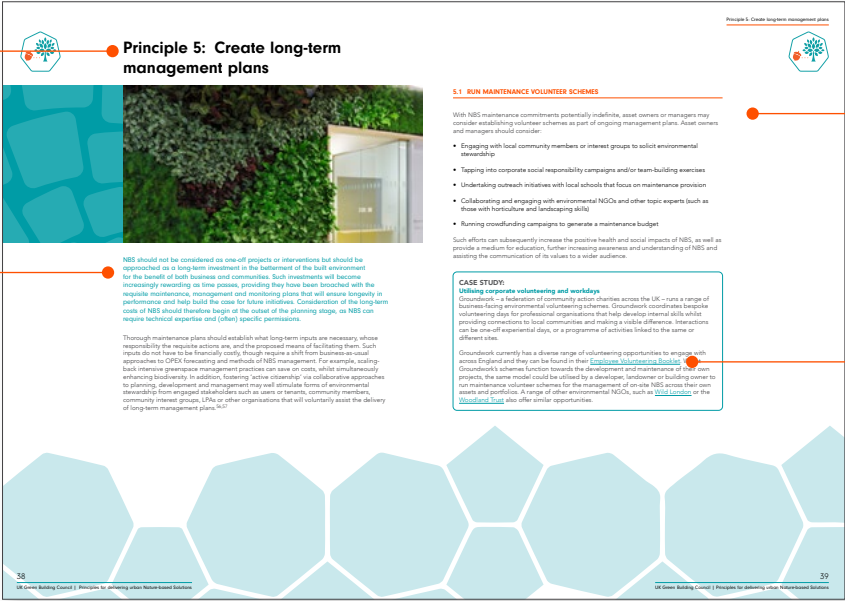 Principle 5: Create long-term management plans
Principle 5: Create long-term
management plans
NBS should not be considered as one-off projects or interventions but should be
approached as a long-term investment in the betterment of the built environment
for the benefit of both business and communities. Such investments will become
increasingly rewarding as time passes, providing they have been broached with the
requisite maintenance, management and monitoring plans that will ensure longevity in
performance and help build the case for future initiatives. Consideration of the long-term
costs of NBS should therefore begin at the outset of the planning stage, as NBS can
require technical expertise and (often) specific permissions.
Thorough maintenance plans should establish what long-term inputs are necessary, whose
responsibility the requisite actions are, and the proposed means of facilitating them. Such
inputs do not have to be financially costly, though require a shift from business-as-usual
approaches to OPEX forecasting and methods of NBS management. For example, scaling-
back intensive greenspace management practices can save on costs, whilst simultaneously
enhancing biodiversity. In addition, fostering 'active citizenship' via collaborative approaches
to planning, development and management may well stimulate forms of environmental
stewardship from engaged stakeholders such as users or tenants, community members,
community interest groups, LPAs or other organisations that will voluntarily assist the delivery
of long-term management plans.56,57
38
UK Green Building Council | Principles for delivering urban Nature-based Solutions
5.1 RUN MAINTENANCE VOLUNTEER SCHEMES
With NBS maintenance commitments potentially indefinite, asset owners or managers may
consider establishing volunteer schemes as part of ongoing management plans. Asset owners
and managers should consider:
• Engaging with local community members or interest groups to solicit environmental
stewardship
• Tapping into corporate social responsibility campaigns and/or team-building exercises
• Undertaking outreach initiatives with local schools that focus on maintenance provision
• Collaborating and engaging with environmental NGOs and other topic experts (such as
those with horticulture and landscaping skills)
• Running crowdfunding campaigns to generate a maintenance budget
Such efforts can subsequently increase the positive health and social impacts of NBS, as well as
provide a medium for education, further increasing awareness and understanding of NBS and
assisting the communication of its values to a wider audience.
CASE STUDY:
Utilising corporate volunteering and workdays
Groundwork – a federation of community action charities across the UK – runs a range of
business-facing environmental volunteering schemes. Groundwork coordinates bespoke
volunteering days for professional organisations that help develop internal skills whilst
providing connections to local communities and making a visible difference. Interactions
can be one-off experiential days, or a programme of activities linked to the same or
different sites.
Groundwork currently has a diverse range of volunteering opportunities to engage with
across England and they can be found in their Employee Volunteering Booklet.
Groundwork's schemes function towards the development and maintenance of their own
projects, the same model could be utilised by a developer, landowner or building owner to
run maintenance volunteer schemes for the management of on-site NBS across their own
assets and portfolios. A range of other environmental NGOs, such as Wild London or the
Woodland Trust also offer similar opportunities.
39
UK Green Building Council | Principles for delivering urban Nature-based Solutions